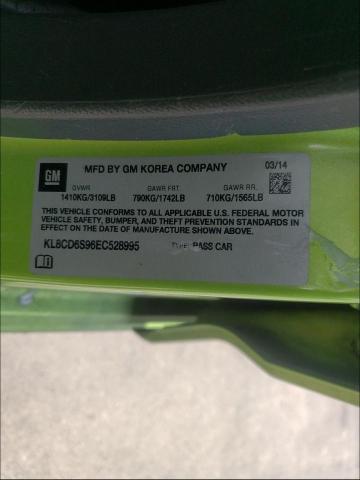 GM
MFD BY GM KOREA COMPANY 03/14
GVWR GAWR FRT. GAWR RR.
1410KG/3109LB 790KG/1742LB 710KG/1565LB
THIS VEHICLE CONFORMS TO ALL APPLICABLE U.S. FEDERAL MOTOR
VEHICLE SAFETY, BUMPER, AND THEFT PREVENTION STANDARDS IN
EFFECT ON THE DATE OF MANUFACTURE SHOWN ABOVE
KL8CD6S96EC528995 TYPE: PASS CAR